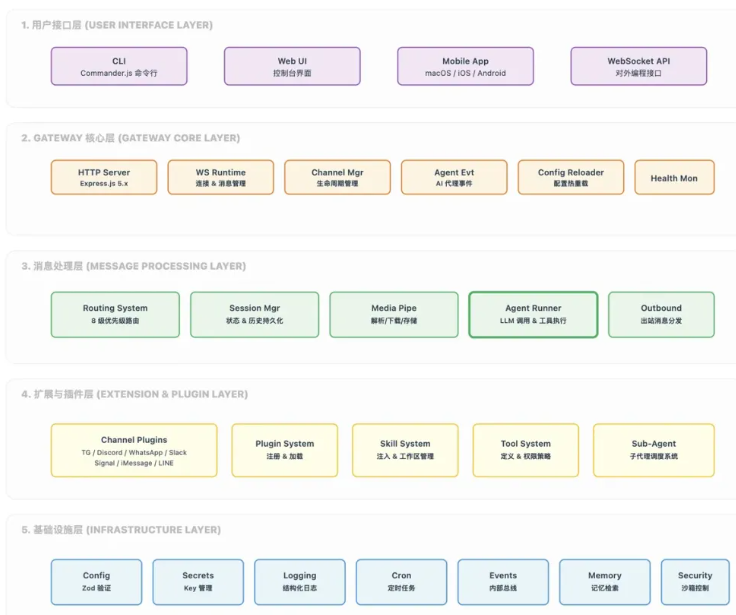 1. 用户接口层 (USER INTERFACE LAYER)
CLI
Commander.js 命令行
Web UI
控制台界面
Mobile App
macOS / iOS / Android
WebSocket API
对外编程接口
2. GATEWAY 核心层 (GATEWAY CORE LAYER)
HTTP Server
Express.js 5.x
WS Runtime
连接 & 消息管理
Channel Mgr
生命周期管理
Agent Evt
AI 代理事件
Config Reloader
配置热重载
Health Mon
3. 消息处理层 (MESSAGE PROCESSING LAYER)
Routing System
8 级优先级路由
Session Mgr
状态 & 历史持久化
Media Pipe
解析/下载/存储
Agent Runner
LLM 调用 & 工具执行
Outbound
出站消息分发
4. 扩展与插件层 (EXTENSION & PLUGIN LAYER)
Channel Plugins
TG / Discord / WhatsApp / Slack
Signal / iMessage / LINE
Plugin System
注册 & 加载
Skill System
注入 & 工作区管理
Tool System
定义 & 权限策略
Sub-Agent
子代理调度系统
5. 基础设施层 (INFRASTRUCTURE LAYER)
Config
Zod 验证
Secrets
Key 管理
Logging
结构化日志
Cron
定时任务
Events
内部总线
Memory
记忆检索
Security
沙箱控制